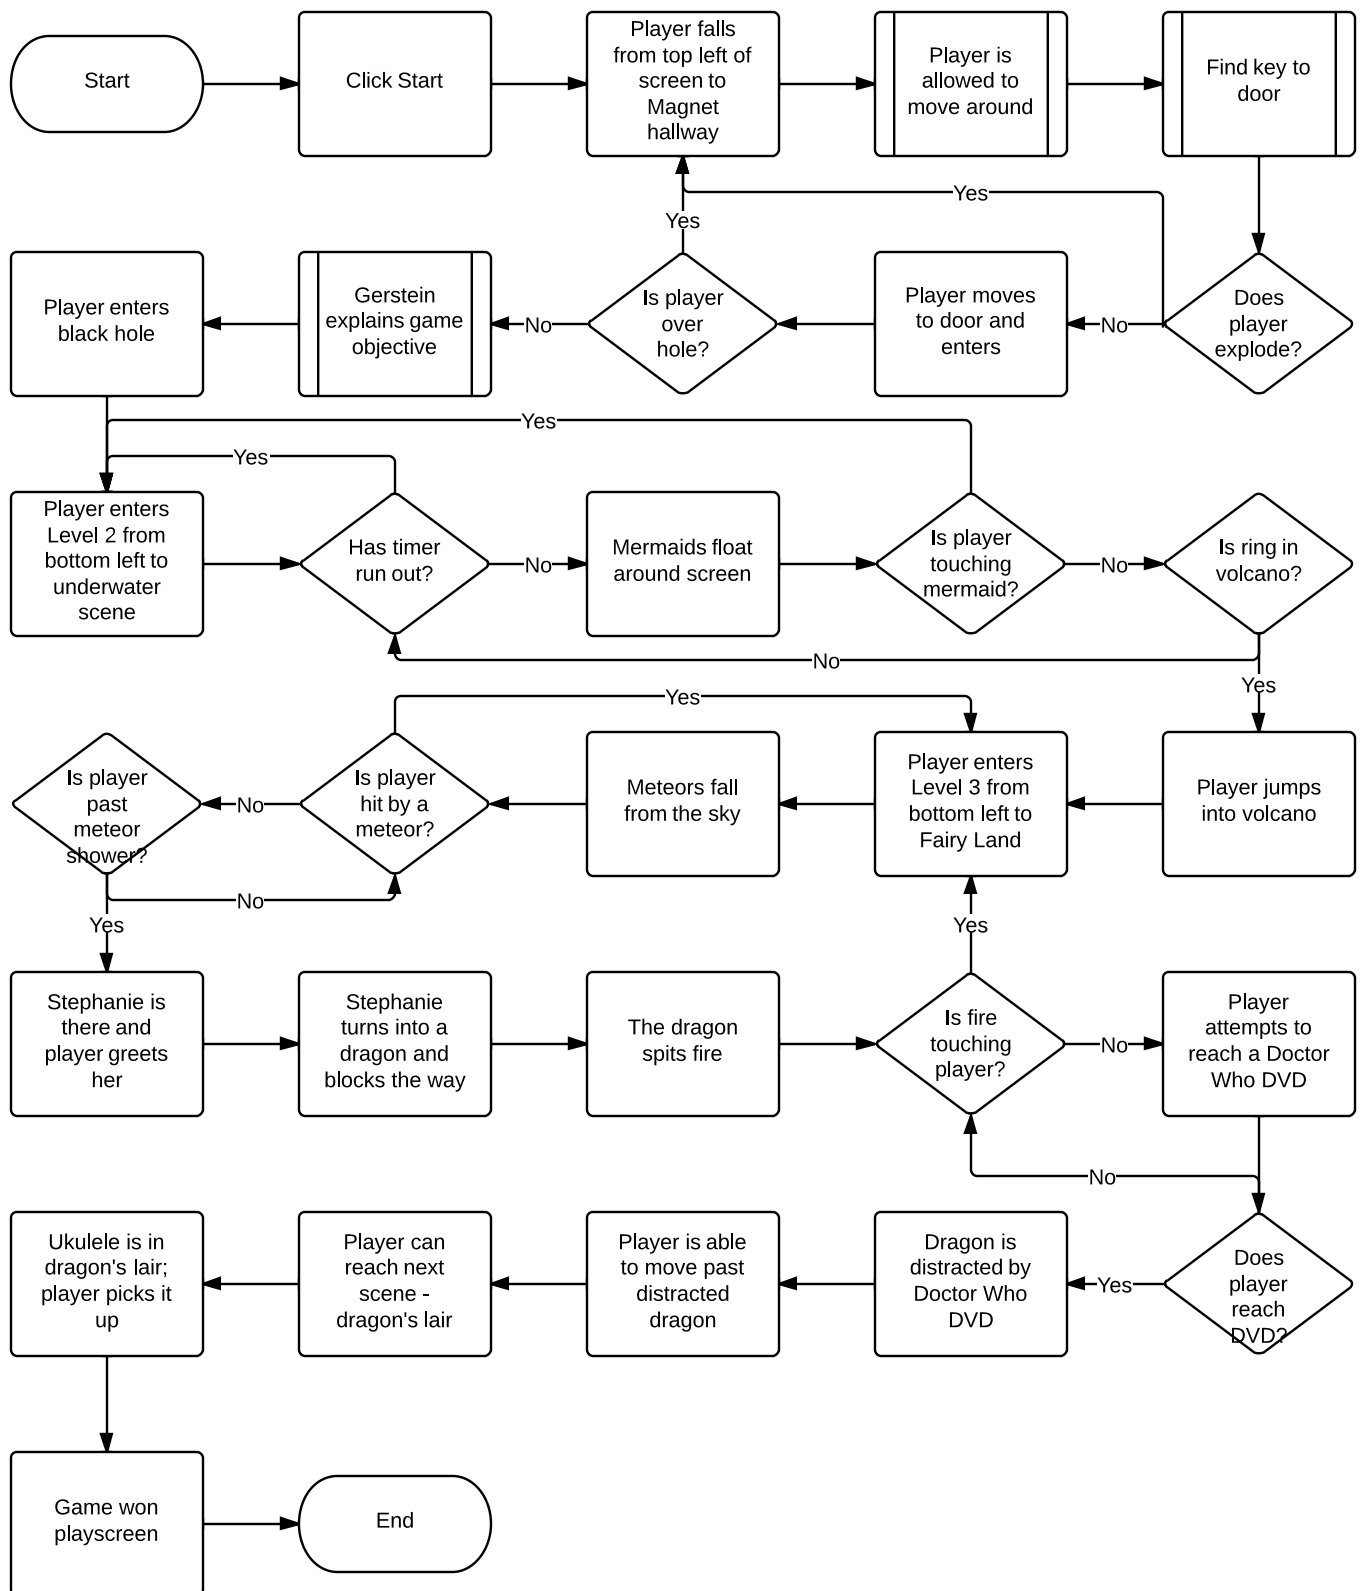 Start
Click Start
Player falls
from top left of
screen to
Magnet
hallway
Player is
allowed to
move around
Find key to
door
Yes
Yes
Player enters
black hole
Gerstein
explains game
objective
No
Is player
over
hole?
Player moves
to door and
enters
No
Does
player
explode?
Yes
Yes
Player enters
Level 2 from
bottom left to
underwater
scene
Has timer
run out?
No
Mermaids float
around screen
Is player
touching
mermaid?
No
Is ring in
volcano?
No
Yes
Yes
Is player
past
meteor
shower?
No
Is player
hit by a
meteor?
Meteors fall
from the sky
Player enters
Level 3 from
bottom left to
Fairy Land
Player jumps
into volcano
No
Yes
Yes
Stephanie is
there and
player greets
her
Stephanie
turns into a
dragon and
blocks the way
The dragon
spits fire
Is fire
touching
player?
No
Player
attempts to
reach a Doctor
Who DVD
No
Ukulele is in
dragon's lair;
player picks it
up
Player can
reach next
scene -
dragon's lair
Player is able
to move past
distracted
dragon
Dragon is
distracted by
Doctor Who
DVD
Yes
Does
player
reach
DVD?
Game won
playscreen
End